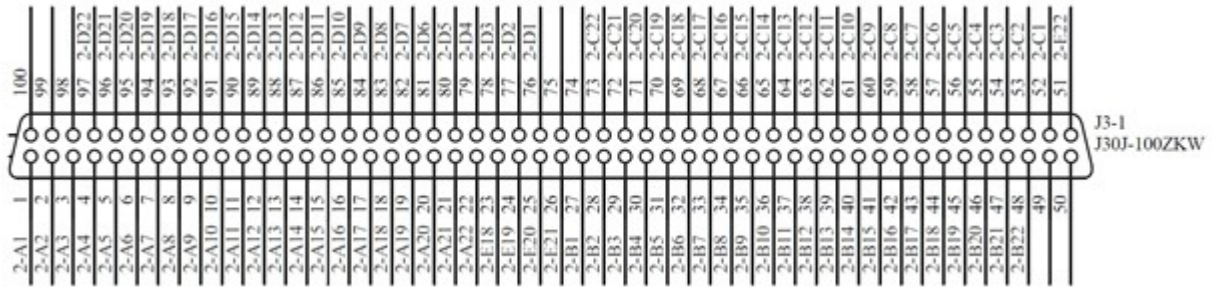 100
99
98
97 2-D22
96 2-D21
95 2-D20
94 2-D19
93 2-D18
92 2-D17
91 2-D16
90 2-D15
89 2-D14
88 2-D13
87 2-D12
86 2-D11
85 2-D10
84 2-D9
83 2-D8
82 2-D7
81 2-D6
80 2-D5
79 2-D4
78 2-D3
77 2-D2
76 2-D1
75
74
73 2-C22
72 2-C21
71 2-C20
70 2-C19
69 2-C18
68 2-C17
67 2-C16
66 2-C15
65 2-C14
64 2-C13
63 2-C12
62 2-C11
61 2-C10
60 2-C9
59 2-C8
58 2-C7
57 2-C6
56 2-C5
55 2-C4
54 2-C3
53 2-C2
52 2-C1
51 2-E22
J3-1
J30J-100ZKW
2-A1 1
2-A2 2
2-A3 3
2-A4 4
2-A5 5
2-A6 6
2-A7 7
2-A8 8
2-A9 9
2-A10 10
2-A11 11
2-A12 12
2-A13 13
2-A14 14
2-A15 15
2-A16 16
2-A17 17
2-A18 18
2-A19 19
2-A20 20
2-A21 21
2-A22 22
2-E18 23
2-E19 24
2-E20 25
2-E21 26
2-B1 27
2-B2 28
2-B3 29
2-B4 30
2-B5 31
2-B6 32
2-B7 33
2-B8 34
2-B9 35
2-B10 36
2-B11 37
2-B12 38
2-B13 39
2-B14 40
2-B15 41
2-B16 42
2-B17 43
2-B18 44
2-B19 45
2-B20 46
2-B21 47
2-B22 48
49
50